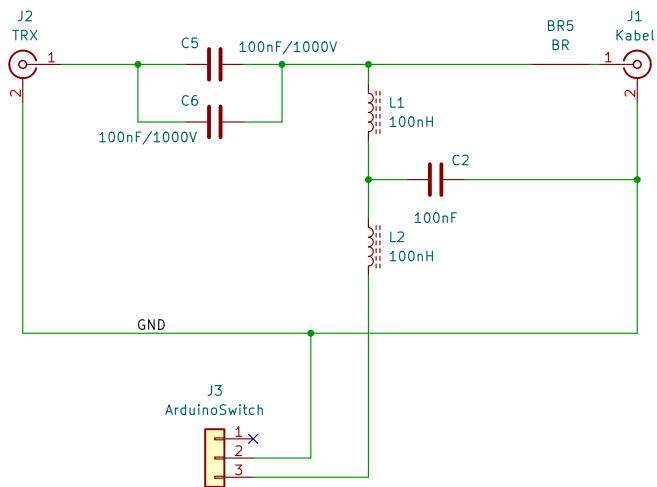 J2
TRX
1
2
C5
100nF/1000V
C6
100nF/1000V
BR5
BR
J1
Kabel
1
2
L1
100nH
C2
100nF
L2
100nH
GND
J3
ArduinoSwitch
1
2
3